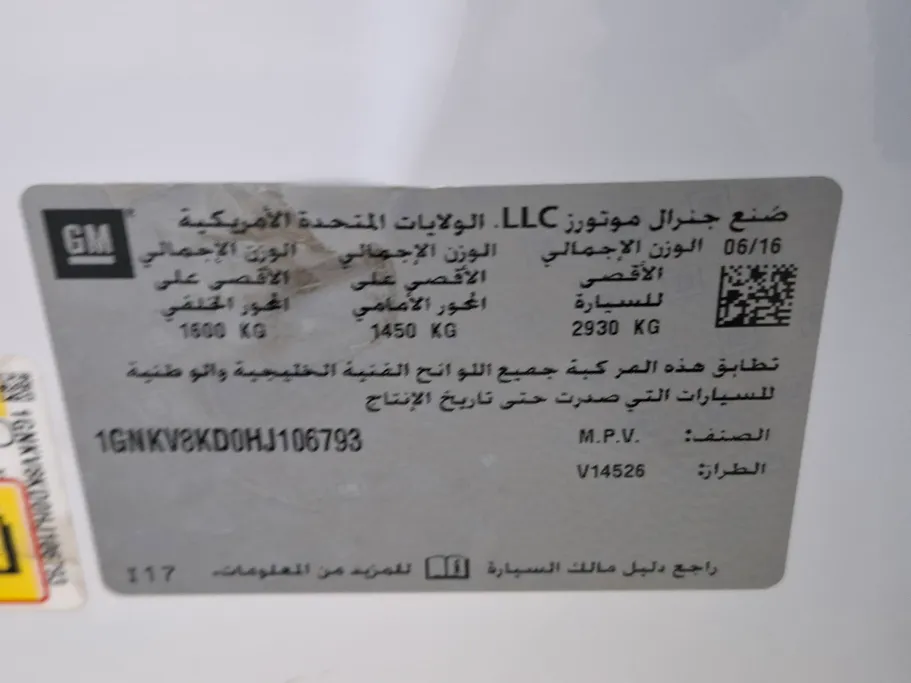 صُنع جنرال موتورز LLC. الولايات المتحدة الأمريكية
GM
06/16
الوزن الإجمالي الأقصى للسيارة
2930 KG
الوزن الإجمالي الأقصى على المحور الأمامي
1450 KG
الوزن الإجمالي الأقصى على المحور الخلفي
1600 KG
تطابق هذه المركبة جميع اللوائح الفنية الخليجية والوطنية
للسيارات التي صدرت حتى تاريخ الإنتاج
الصنف: M.P.V.
1GNKV8KD0HJ106793
الطراز: V14526
راجع دليل مالك السيارة للمزيد من المعلومات.
I17